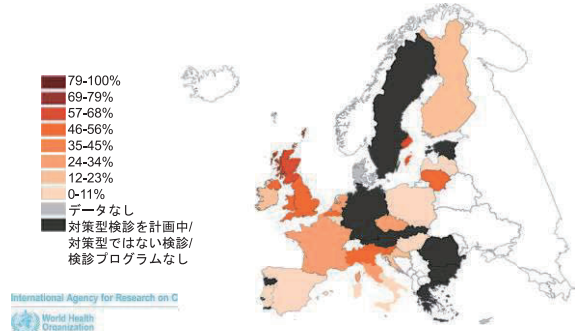 79-100%
69-79%
57-68%
46-56%
35-45%
24-34%
12-23%
0-11%
データなし
対策型検診を計画中/
対策型ではない検診/
検診プログラムなし
International Agency for Research on C
World Health
Organization